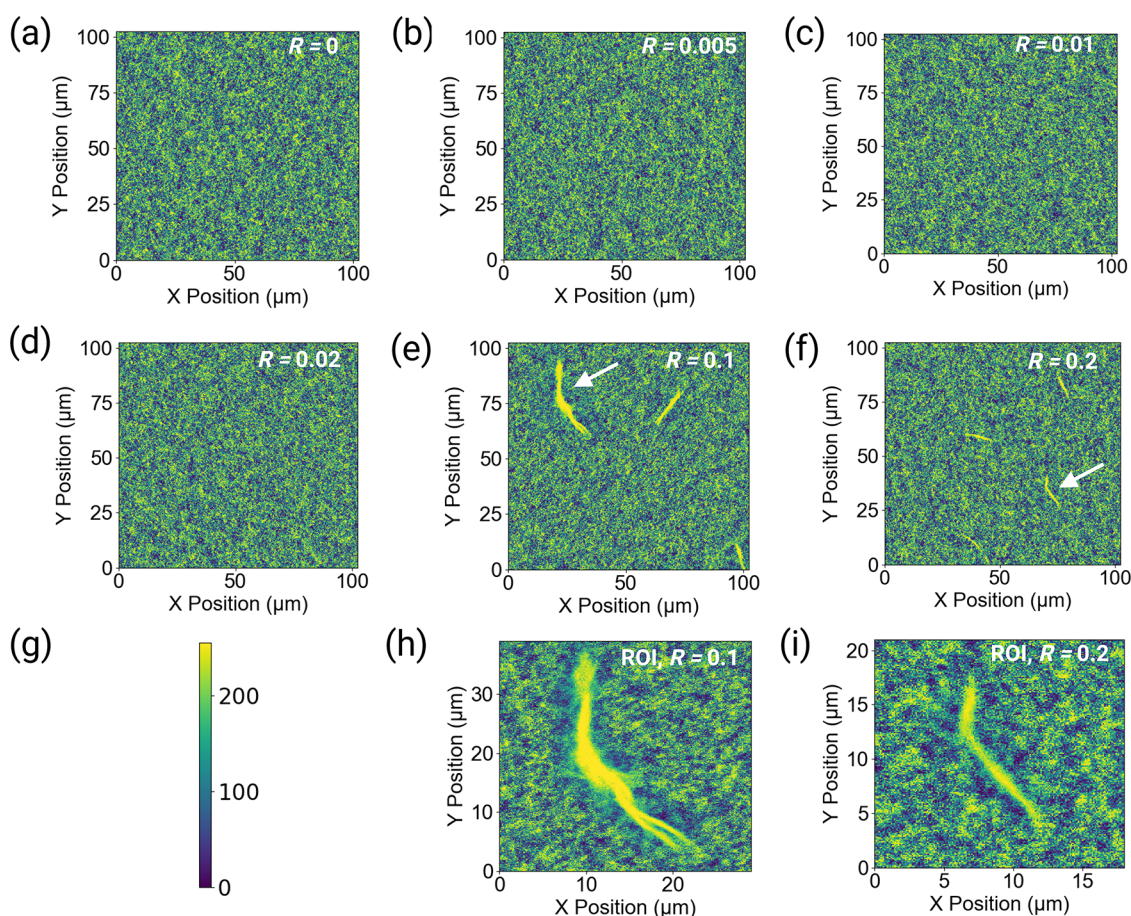 (a)
R = 0
100
75
50
25
0
Y Position (µm)
0 50 100
X Position (µm)
(b)
R = 0.005
100
75
50
25
0
Y Position (µm)
0 50 100
X Position (µm)
(c)
R = 0.01
100
75
50
25
0
Y Position (µm)
0 50 100
X Position (µm)
(d)
R = 0.02
100
75
50
25
0
Y Position (µm)
0 50 100
X Position (µm)
(e)
R = 0.1
100
75
50
25
0
Y Position (µm)
0 50 100
X Position (µm)
(f)
R = 0.2
100
75
50
25
0
Y Position (µm)
0 50 100
X Position (µm)
(g)
200
100
0
(h)
ROI, R = 0.1
30
20
10
0
Y Position (µm)
0 10 20
X Position (µm)
(i)
ROI, R = 0.2
20
15
10
5
0
Y Position (µm)
0 5 10 15
X Position (µm)